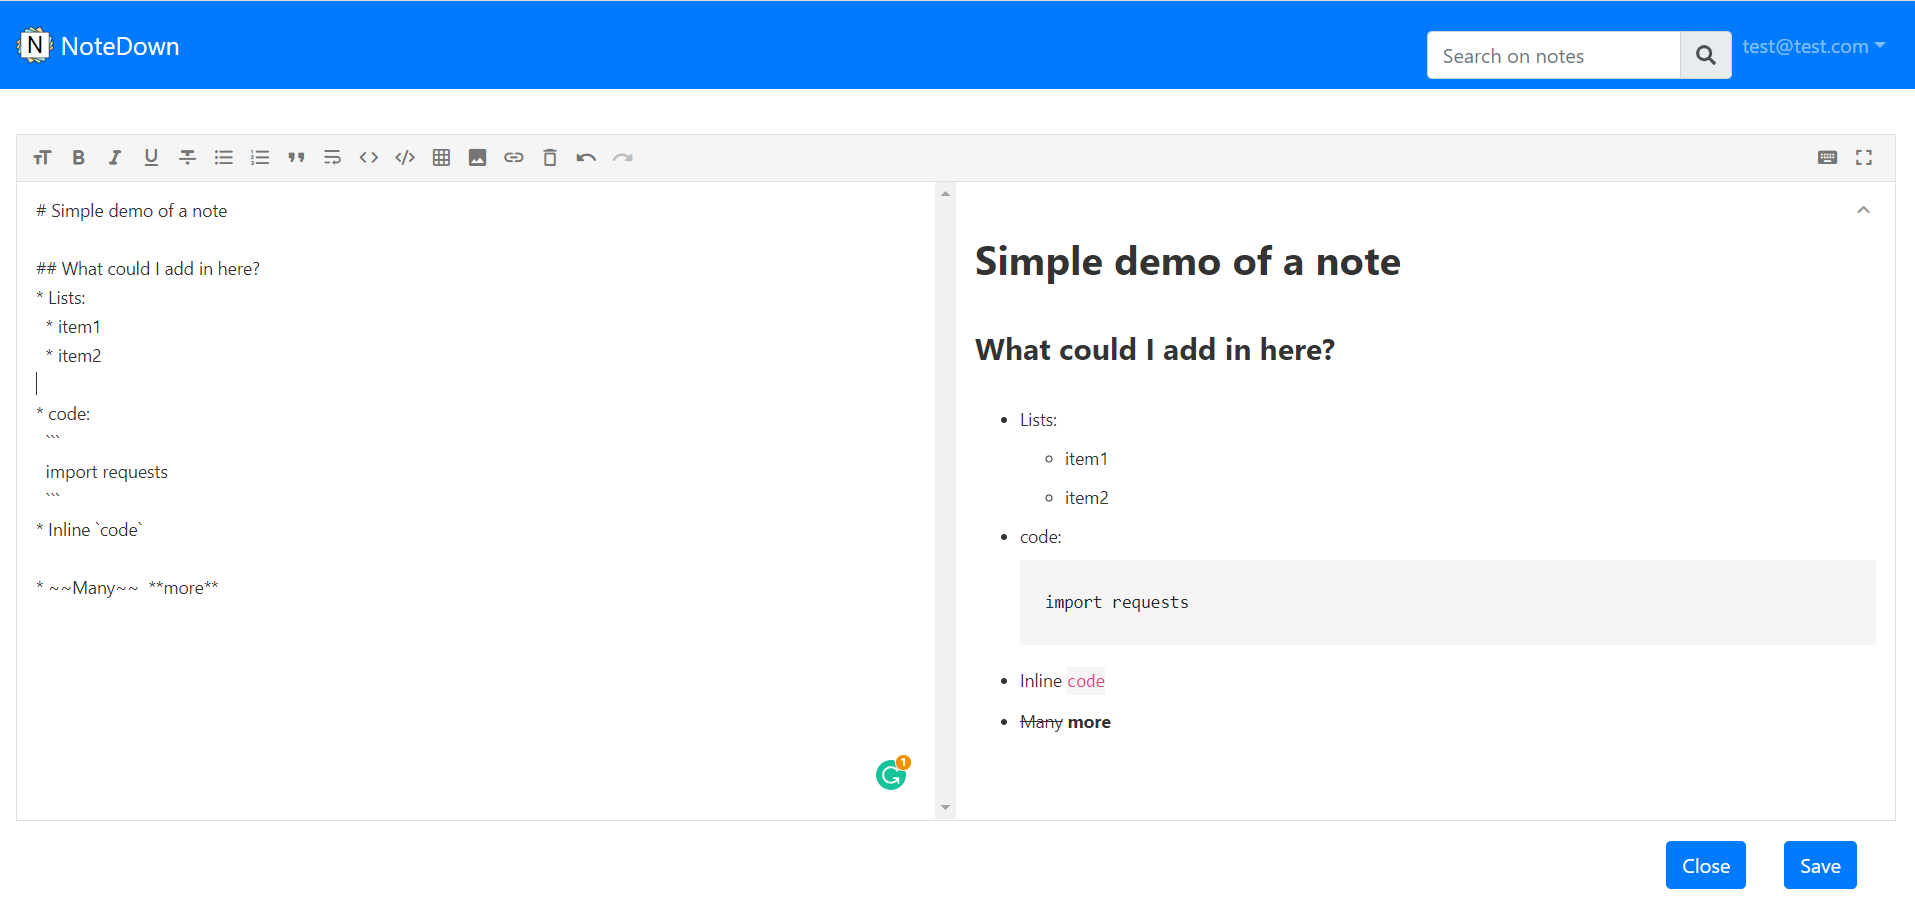 N NoteDown
Search on notes
test@test.com
# Simple demo of a note
## What could I add in here?
* Lists:
* item1
* item2
* code:
```
import requests
```
* Inline `code`
* ~~Many~~  **more**
1
Simple demo of a note
What could I add in here?
Lists:
item1
item2
code:
import requests
Inline code
Many more
Close
Save